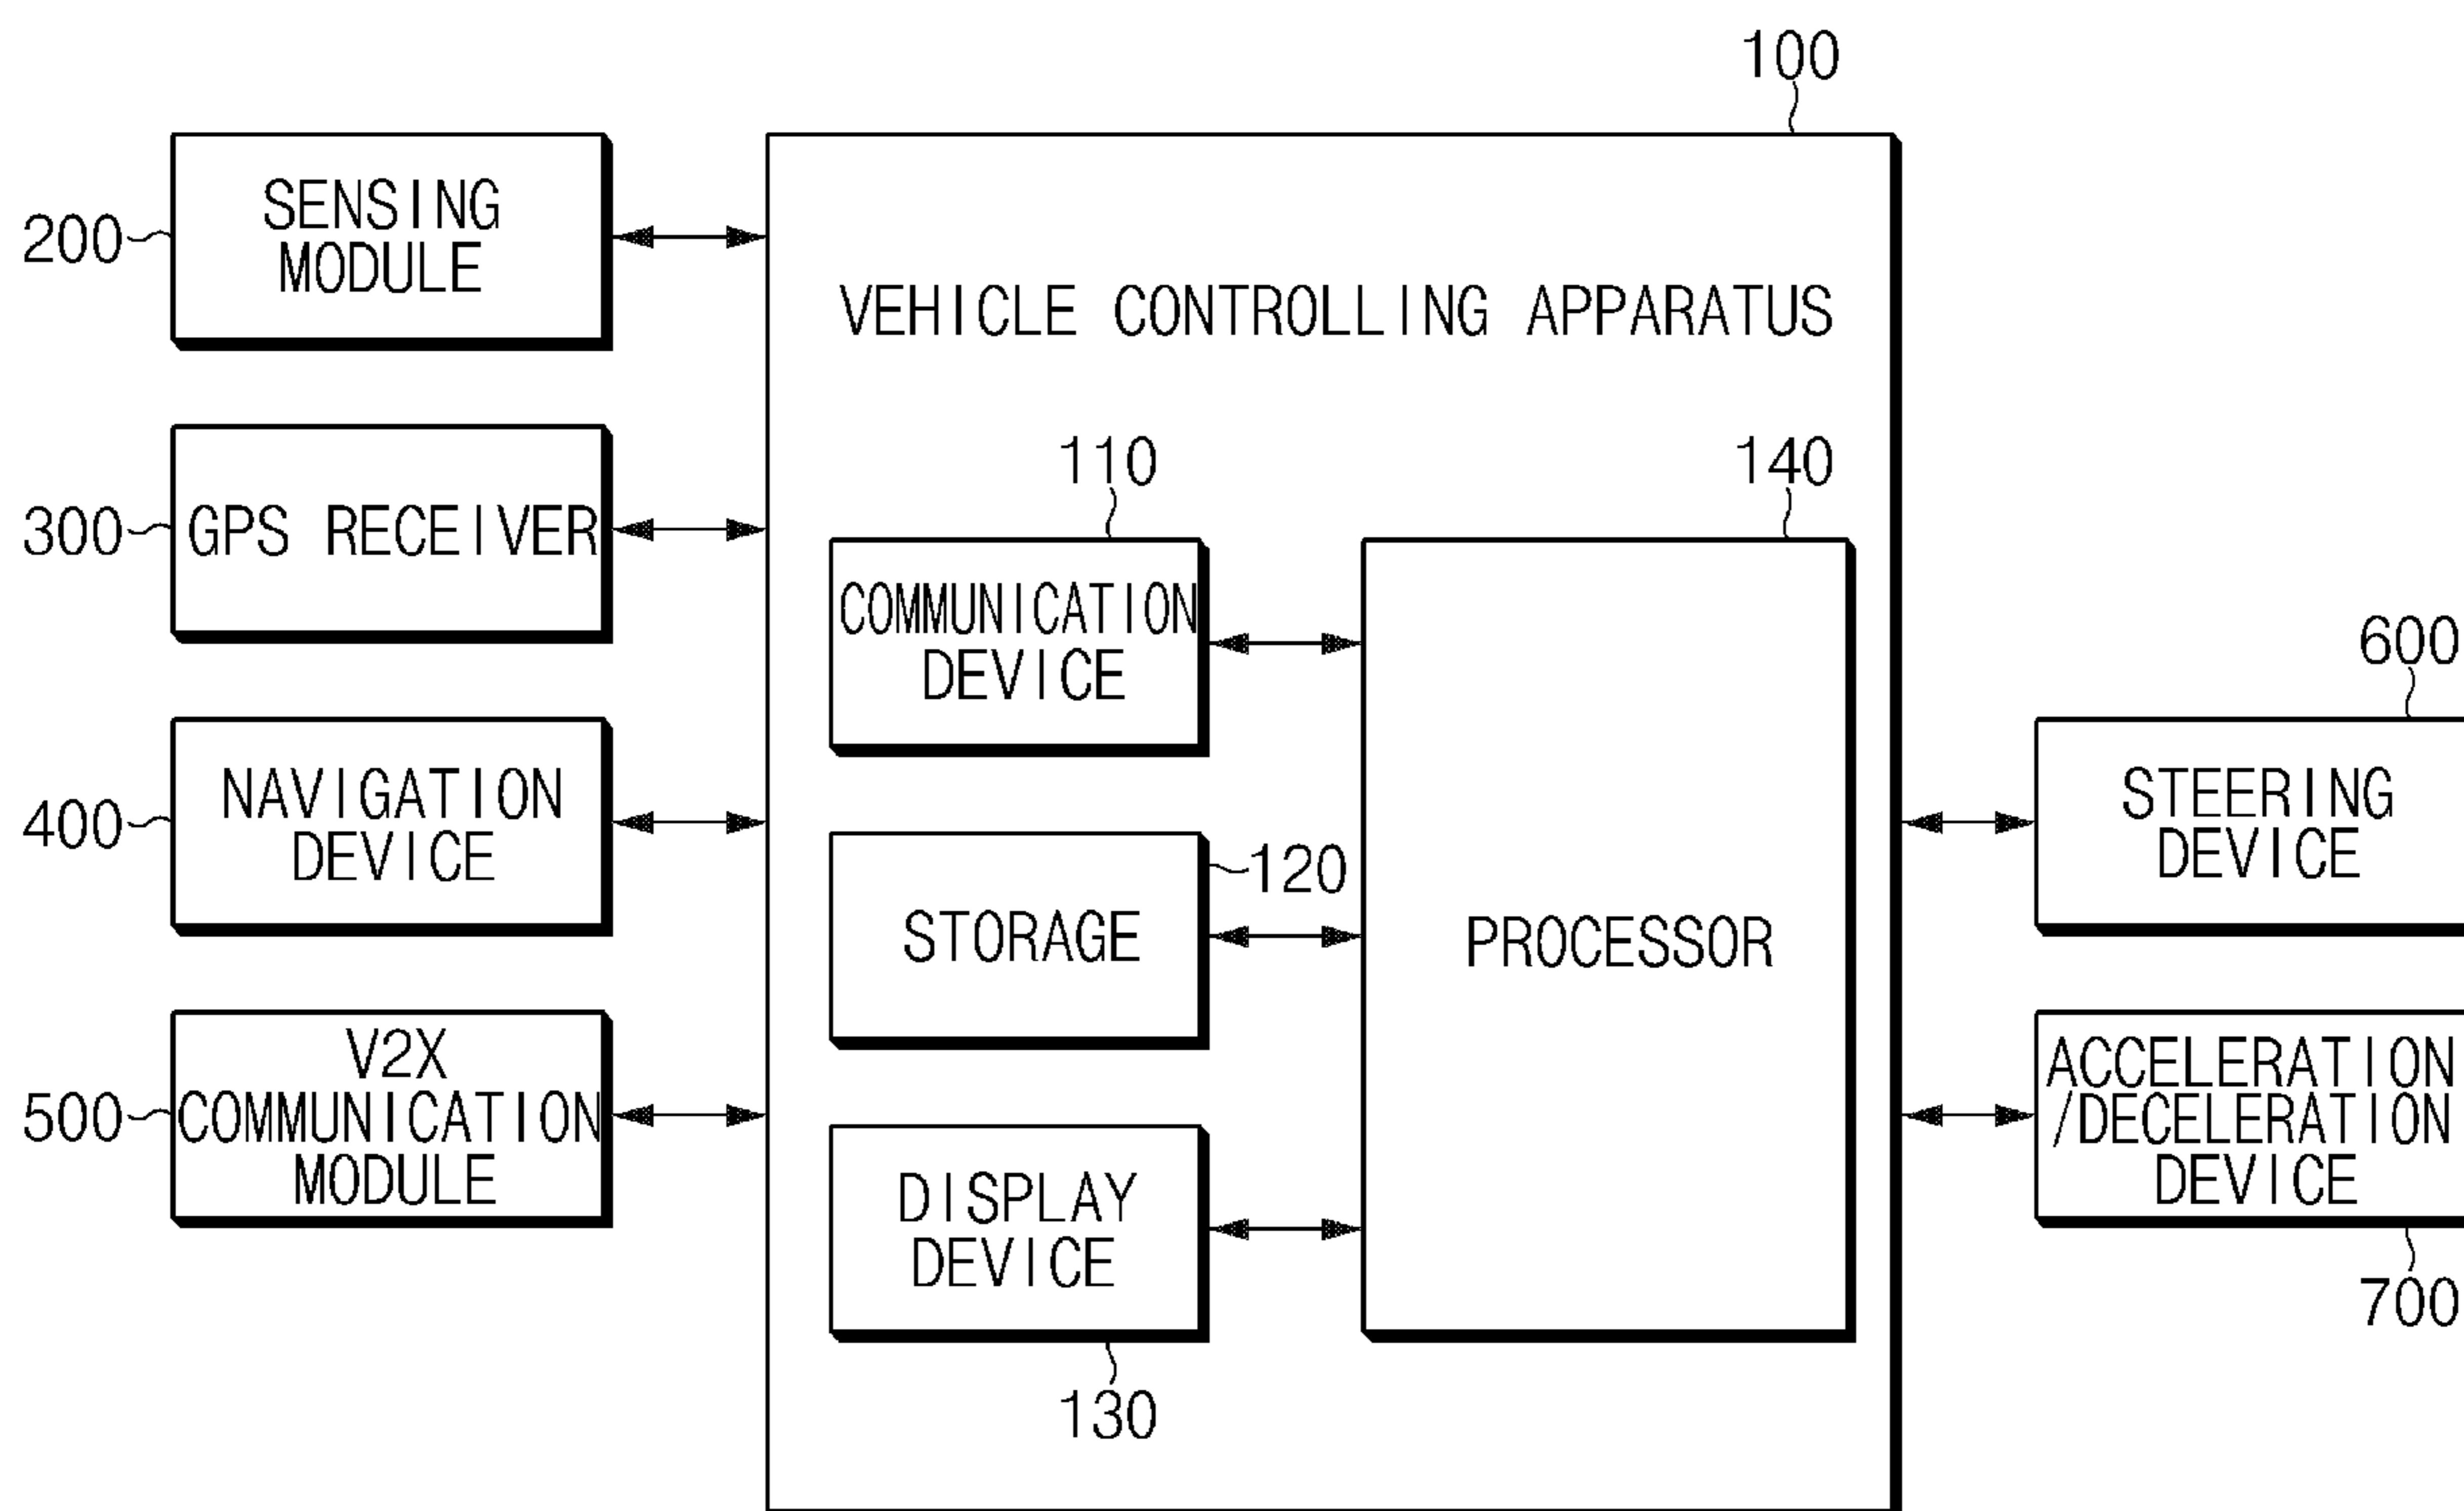 100
200
SENSING
MODULE
VEHICLE CONTROLLING APPARATUS
300
GPS RECEIVER
110
140
COMMUNICATION
DEVICE
400
NAVIGATION
DEVICE
120
STORAGE
PROCESSOR
600
STEERING
DEVICE
500
V2X
COMMUNICATION
MODULE
DISPLAY
DEVICE
130
ACCELERATION
/DECELERATION
DEVICE
700